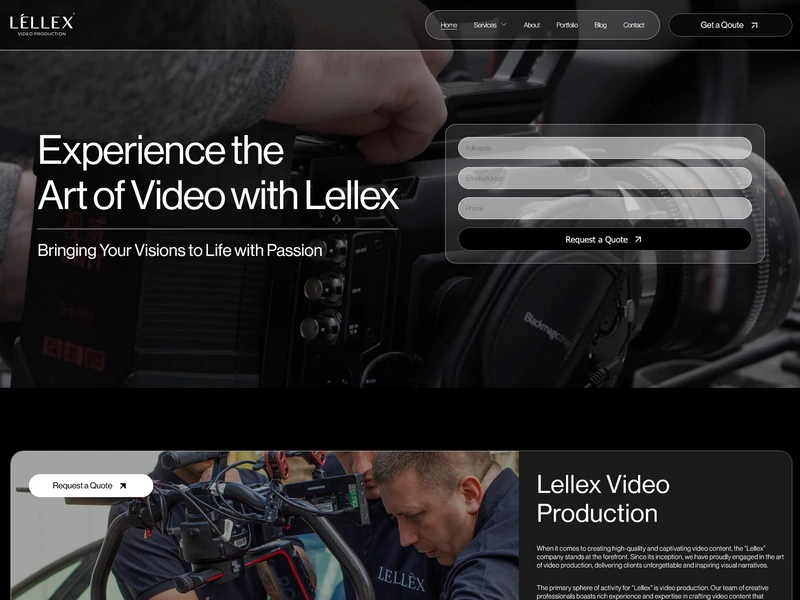 LÉLLEX
VIDEO PRODUCTION
Home
Services
About
Portfolio
Blog
Contact
Get a Qoute
Experience the
Art of Video with Lellex
Bringing Your Visions to Life with Passion
Full name
Email address
Phone
Request a Quote
Blackmagic
Request a Quote
LÉLLEX
Lellex Video
Production
When it comes to creating high-quality and captivating video content, the "Lellex"
company stands at the forefront. Since its inception, we have proudly engaged in the art
of video production, delivering clients unforgettable and inspiring visual narratives.
The primary sphere of activity for "Lellex" is video production. Our team of creative
professionals boasts rich experience and expertise in crafting video content that